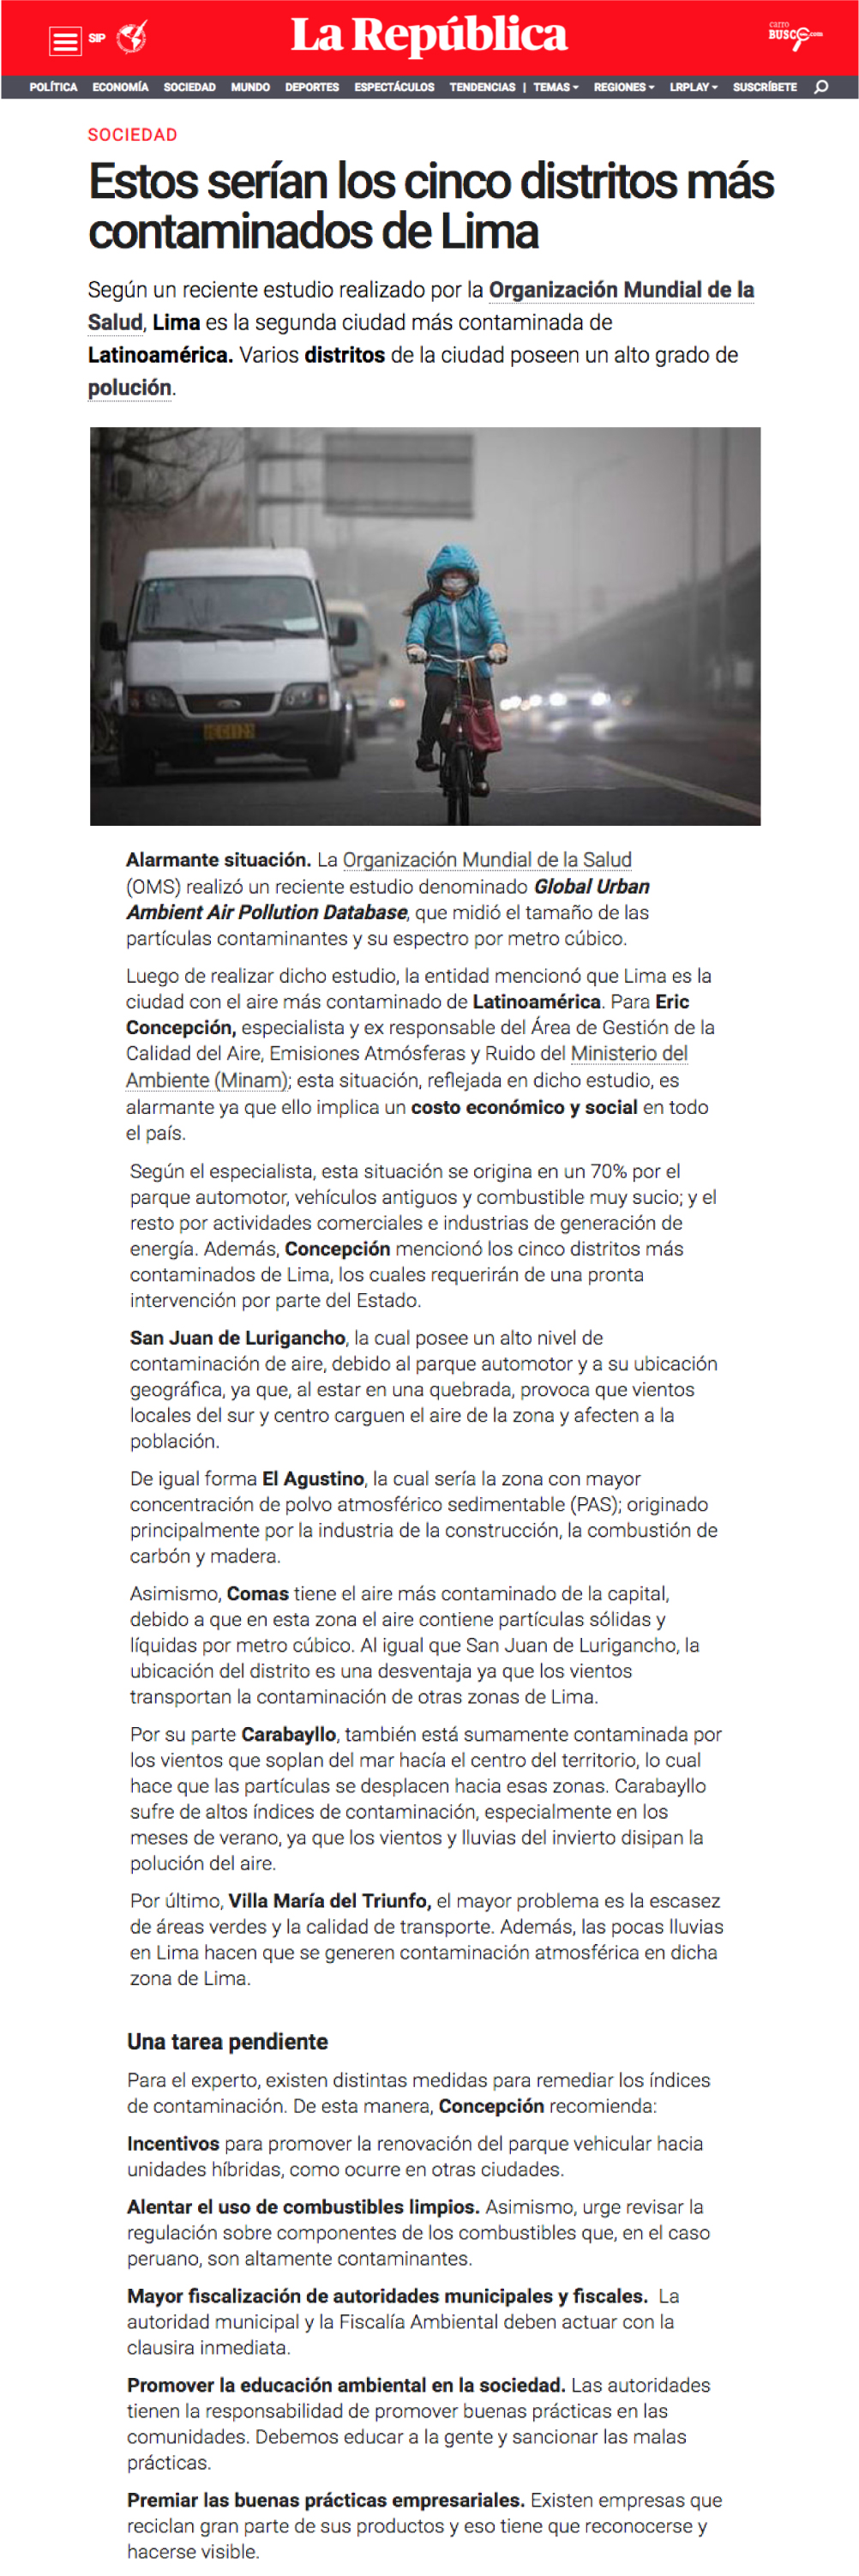 SIP
La República
carro
BUSCO.com
POLÍTICA ECONOMÍA SOCIEDAD MUNDO DEPORTES ESPECTÁCULOS TENDENCIAS | TEMAS REGIONES LRPLAY SUSCRÍBETE
SOCIEDAD
Estos serían los cinco distritos más
contaminados de Lima
Según un reciente estudio realizado por la Organización Mundial de la
Salud, Lima es la segunda ciudad más contaminada de
Latinoamérica. Varios distritos de la ciudad poseen un alto grado de
polución.
Alarmante situación. La Organización Mundial de la Salud
(OMS) realizó un reciente estudio denominado Global Urban
Ambient Air Pollution Database, que midió el tamaño de las
partículas contaminantes y su espectro por metro cúbico.
Luego de realizar dicho estudio, la entidad mencionó que Lima es la
ciudad con el aire más contaminado de Latinoamérica. Para Eric
Concepción, especialista y ex responsable del Área de Gestión de la
Calidad del Aire, Emisiones Atmósferas y Ruido del Ministerio del
Ambiente (Minam); esta situación, reflejada en dicho estudio, es
alarmante ya que ello implica un costo económico y social en todo
el país.
Según el especialista, esta situación se origina en un 70% por el
parque automotor, vehículos antiguos y combustible muy sucio; y el
resto por actividades comerciales e industrias de generación de
energía. Además, Concepción mencionó los cinco distritos más
contaminados de Lima, los cuales requerirán de una pronta
intervención por parte del Estado.
San Juan de Lurigancho, la cual posee un alto nivel de
contaminación de aire, debido al parque automotor y a su ubicación
geográfica, ya que, al estar en una quebrada, provoca que vientos
locales del sur y centro carguen el aire de la zona y afecten a la
población.
De igual forma El Agustino, la cual sería la zona con mayor
concentración de polvo atmosférico sedimentable (PAS); originado
principalmente por la industria de la construcción, la combustión de
carbón y madera.
Asimismo, Comas tiene el aire más contaminado de la capital,
debido a que en esta zona el aire contiene partículas sólidas y
líquidas por metro cúbico. Al igual que San Juan de Lurigancho, la
ubicación del distrito es una desventaja ya que los vientos
transportan la contaminación de otras zonas de Lima.
Por su parte Carabayllo, también está sumamente contaminada por
los vientos que soplan del mar hacía el centro del territorio, lo cual
hace que las partículas se desplacen hacia esas zonas. Carabayllo
sufre de altos índices de contaminación, especialmente en los
meses de verano, ya que los vientos y lluvias del invierto disipan la
polución del aire.
Por último, Villa María del Triunfo, el mayor problema es la escasez
de áreas verdes y la calidad de transporte. Además, las pocas lluvias
en Lima hacen que se generen contaminación atmosférica en dicha
zona de Lima.
Una tarea pendiente
Para el experto, existen distintas medidas para remediar los índices
de contaminación. De esta manera, Concepción recomienda:
Incentivos para promover la renovación del parque vehicular hacia
unidades híbridas, como ocurre en otras ciudades.
Alentar el uso de combustibles limpios. Asimismo, urge revisar la
regulación sobre componentes de los combustibles que, en el caso
peruano, son altamente contaminantes.
Mayor fiscalización de autoridades municipales y fiscales. La
autoridad municipal y la Fiscalía Ambiental deben actuar con la
clausira inmediata.
Promover la educación ambiental en la sociedad. Las autoridades
tienen la responsabilidad de promover buenas prácticas en las
comunidades. Debemos educar a la gente y sancionar las malas
prácticas.
Premiar las buenas prácticas empresariales. Existen empresas que
reciclan gran parte de sus productos y eso tiene que reconocerse y
hacerse visible.